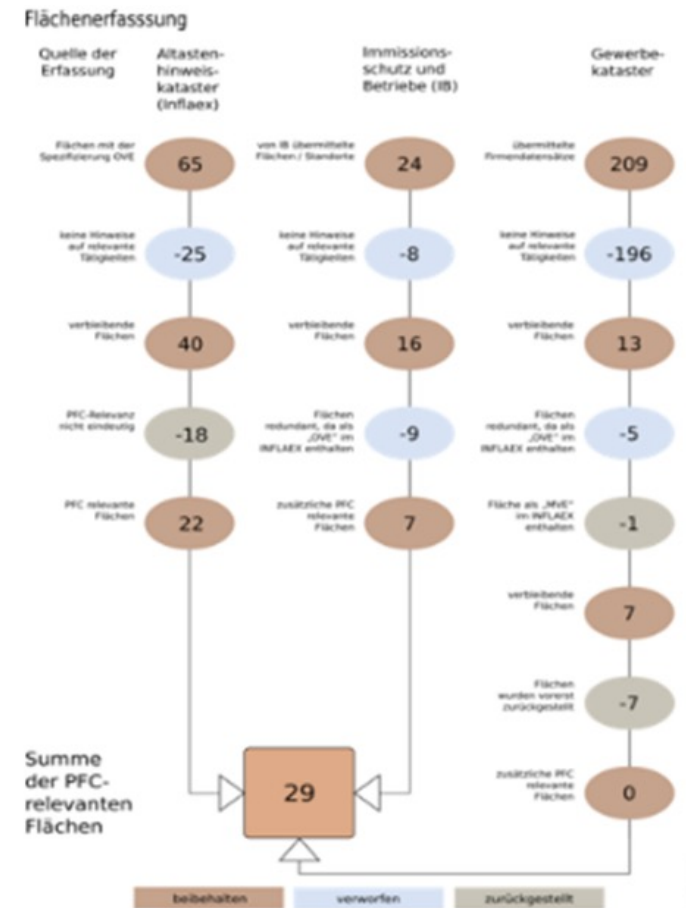 Flächenerfasssung
Quelle der
Erfassung
Altasten-
hinweis-
kataster
(Inflaex)
Immissions-
schutz und
Betriebe (IB)
Gewerbe-
kataster
Flächen mit der
Spezifizierung OVE
65
von IB übermittelte
Flächen / Standorte
24
übermittelte
Firmendatensätze
209
keine Hinweise
auf relevante
Tätigkeiten
-25
keine Hinweise
auf relevante
Tätigkeiten
-8
keine Hinweise
auf relevante
Tätigkeiten
-196
verbleibende
Flächen
40
verbleibende
Flächen
16
verbleibende
Flächen
13
PFC-Relevanz
nicht eindeutig
-18
Flächen
redundant, da als
„OVE“ im
INFLAEX enthalten
-9
Flächen
redundant, da als
„OVE“ im
INFLAEX enthalten
-5
PFC relevante
Flächen
22
zusätzliche PFC
relevante
Flächen
7
Fläche als „MVE“
im INFLAEX
enthalten
-1
verbleibende
Flächen
7
Flächen
wurden vorerst
zurückgestellt
-7
Summe
der PFC-
relevanten
Flächen
29
zusätzliche PFC
relevante
Flächen
0
beibehalten
verworfen
zurückgestellt